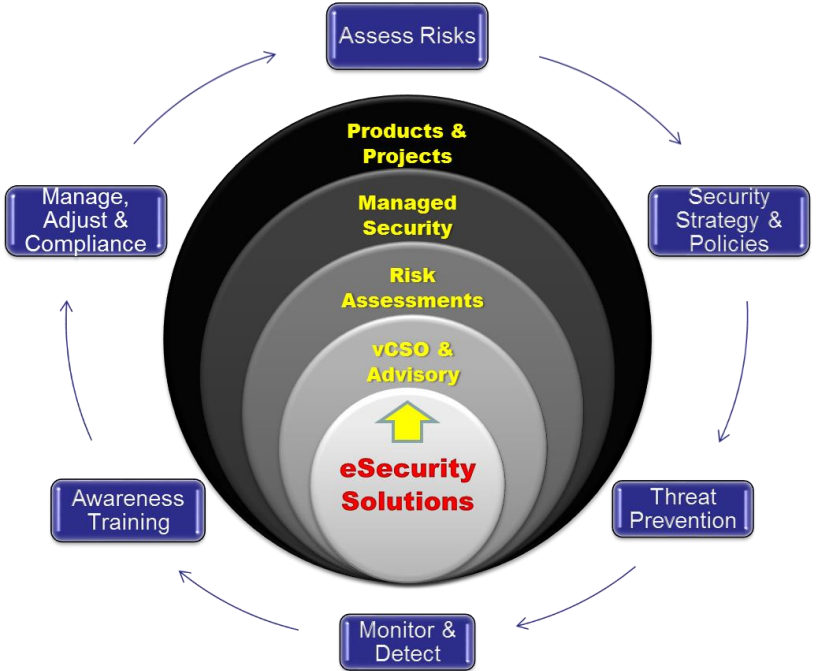 Assess Risks
Products &
Projects
Manage,
Adjust &
Compliance
Managed
Security
Security
Strategy &
Policies
Risk
Assessments
vCSO &
Advisory
eSecurity
Solutions
Awareness
Training
Threat
Prevention
Monitor &
Detect